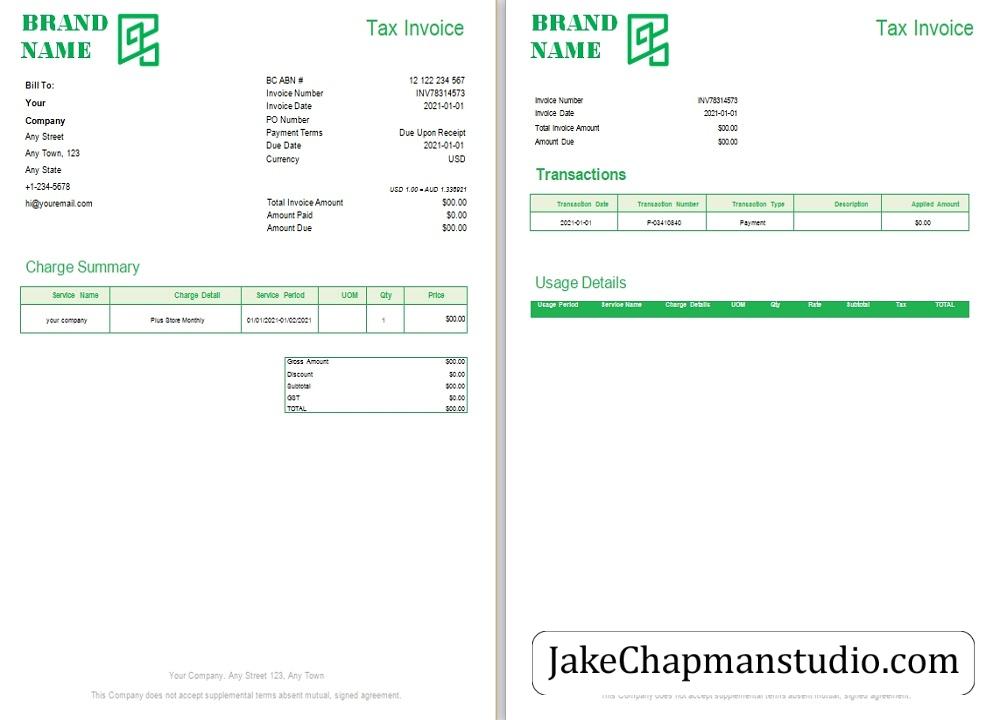 BRAND
NAME
Tax Invoice
Bill To:
Your
Company
Any Street
Any Town, 123
Any State
+1-234-5678
hi@youremail.com
BC ABN # 12 122 234 567
Invoice Number INV78314573
Invoice Date 2021-01-01
PO Number
Payment Terms Due Upon Receipt
Due Date 2021-01-01
Currency USD
USD 1.00 = AUD 1.335921
Total Invoice Amount $00.00
Amount Paid $0.00
Amount Due $00.00
Charge Summary
Service Name Charge Detail Service Period UOM Qty Price
your company Plus Store Monthly 01/01/2021-01/02/2021 1 $00.00
Gross Amount $00.00
Discount $0.00
Subtotal $00.00
GST $0.00
TOTAL $00.00
Your Company. Any Street 123, Any Town
This Company does not accept supplemental terms absent mutual, signed agreement.
BRAND
NAME
Tax Invoice
Invoice Number INV78314573
Invoice Date 2021-01-01
Total Invoice Amount $00.00
Amount Due $00.00
Transactions
Transaction Date Transaction Number Transaction Type Description Applied Amount
2021-01-01 P-03410840 Payment $0.00
Usage Details
Usage Period Service Name Charge Details UOM Qty Rate Subtotal Tax TOTAL
JakeChapmanstudio.com
This Company does not accept supplemental terms absent mutual, signed agreement.